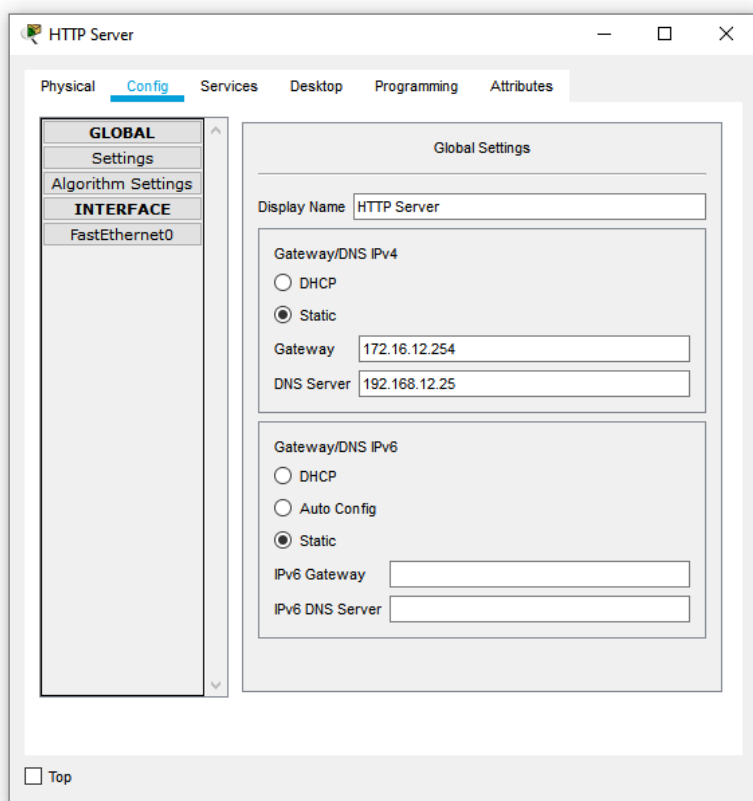 HTTP Server
Physical Config Services Desktop Programming Attributes
GLOBAL
Settings
Algorithm Settings
INTERFACE
FastEthernet0
Global Settings
Display Name HTTP Server
Gateway/DNS IPv4
DHCP
Static
Gateway 172.16.12.254
DNS Server 192.168.12.25
Gateway/DNS IPv6
DHCP
Auto Config
Static
IPv6 Gateway
IPv6 DNS Server
Top